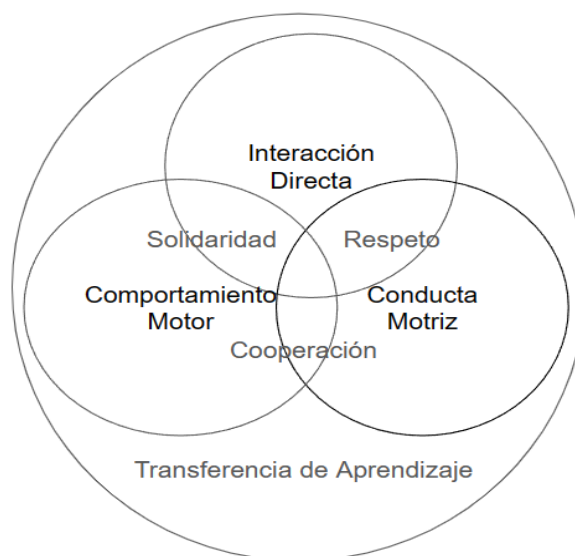 Interacción
Directa
Solidaridad
Respeto
Comportamiento
Motor
Conducta
Motriz
Cooperación
Transferencia de Aprendizaje